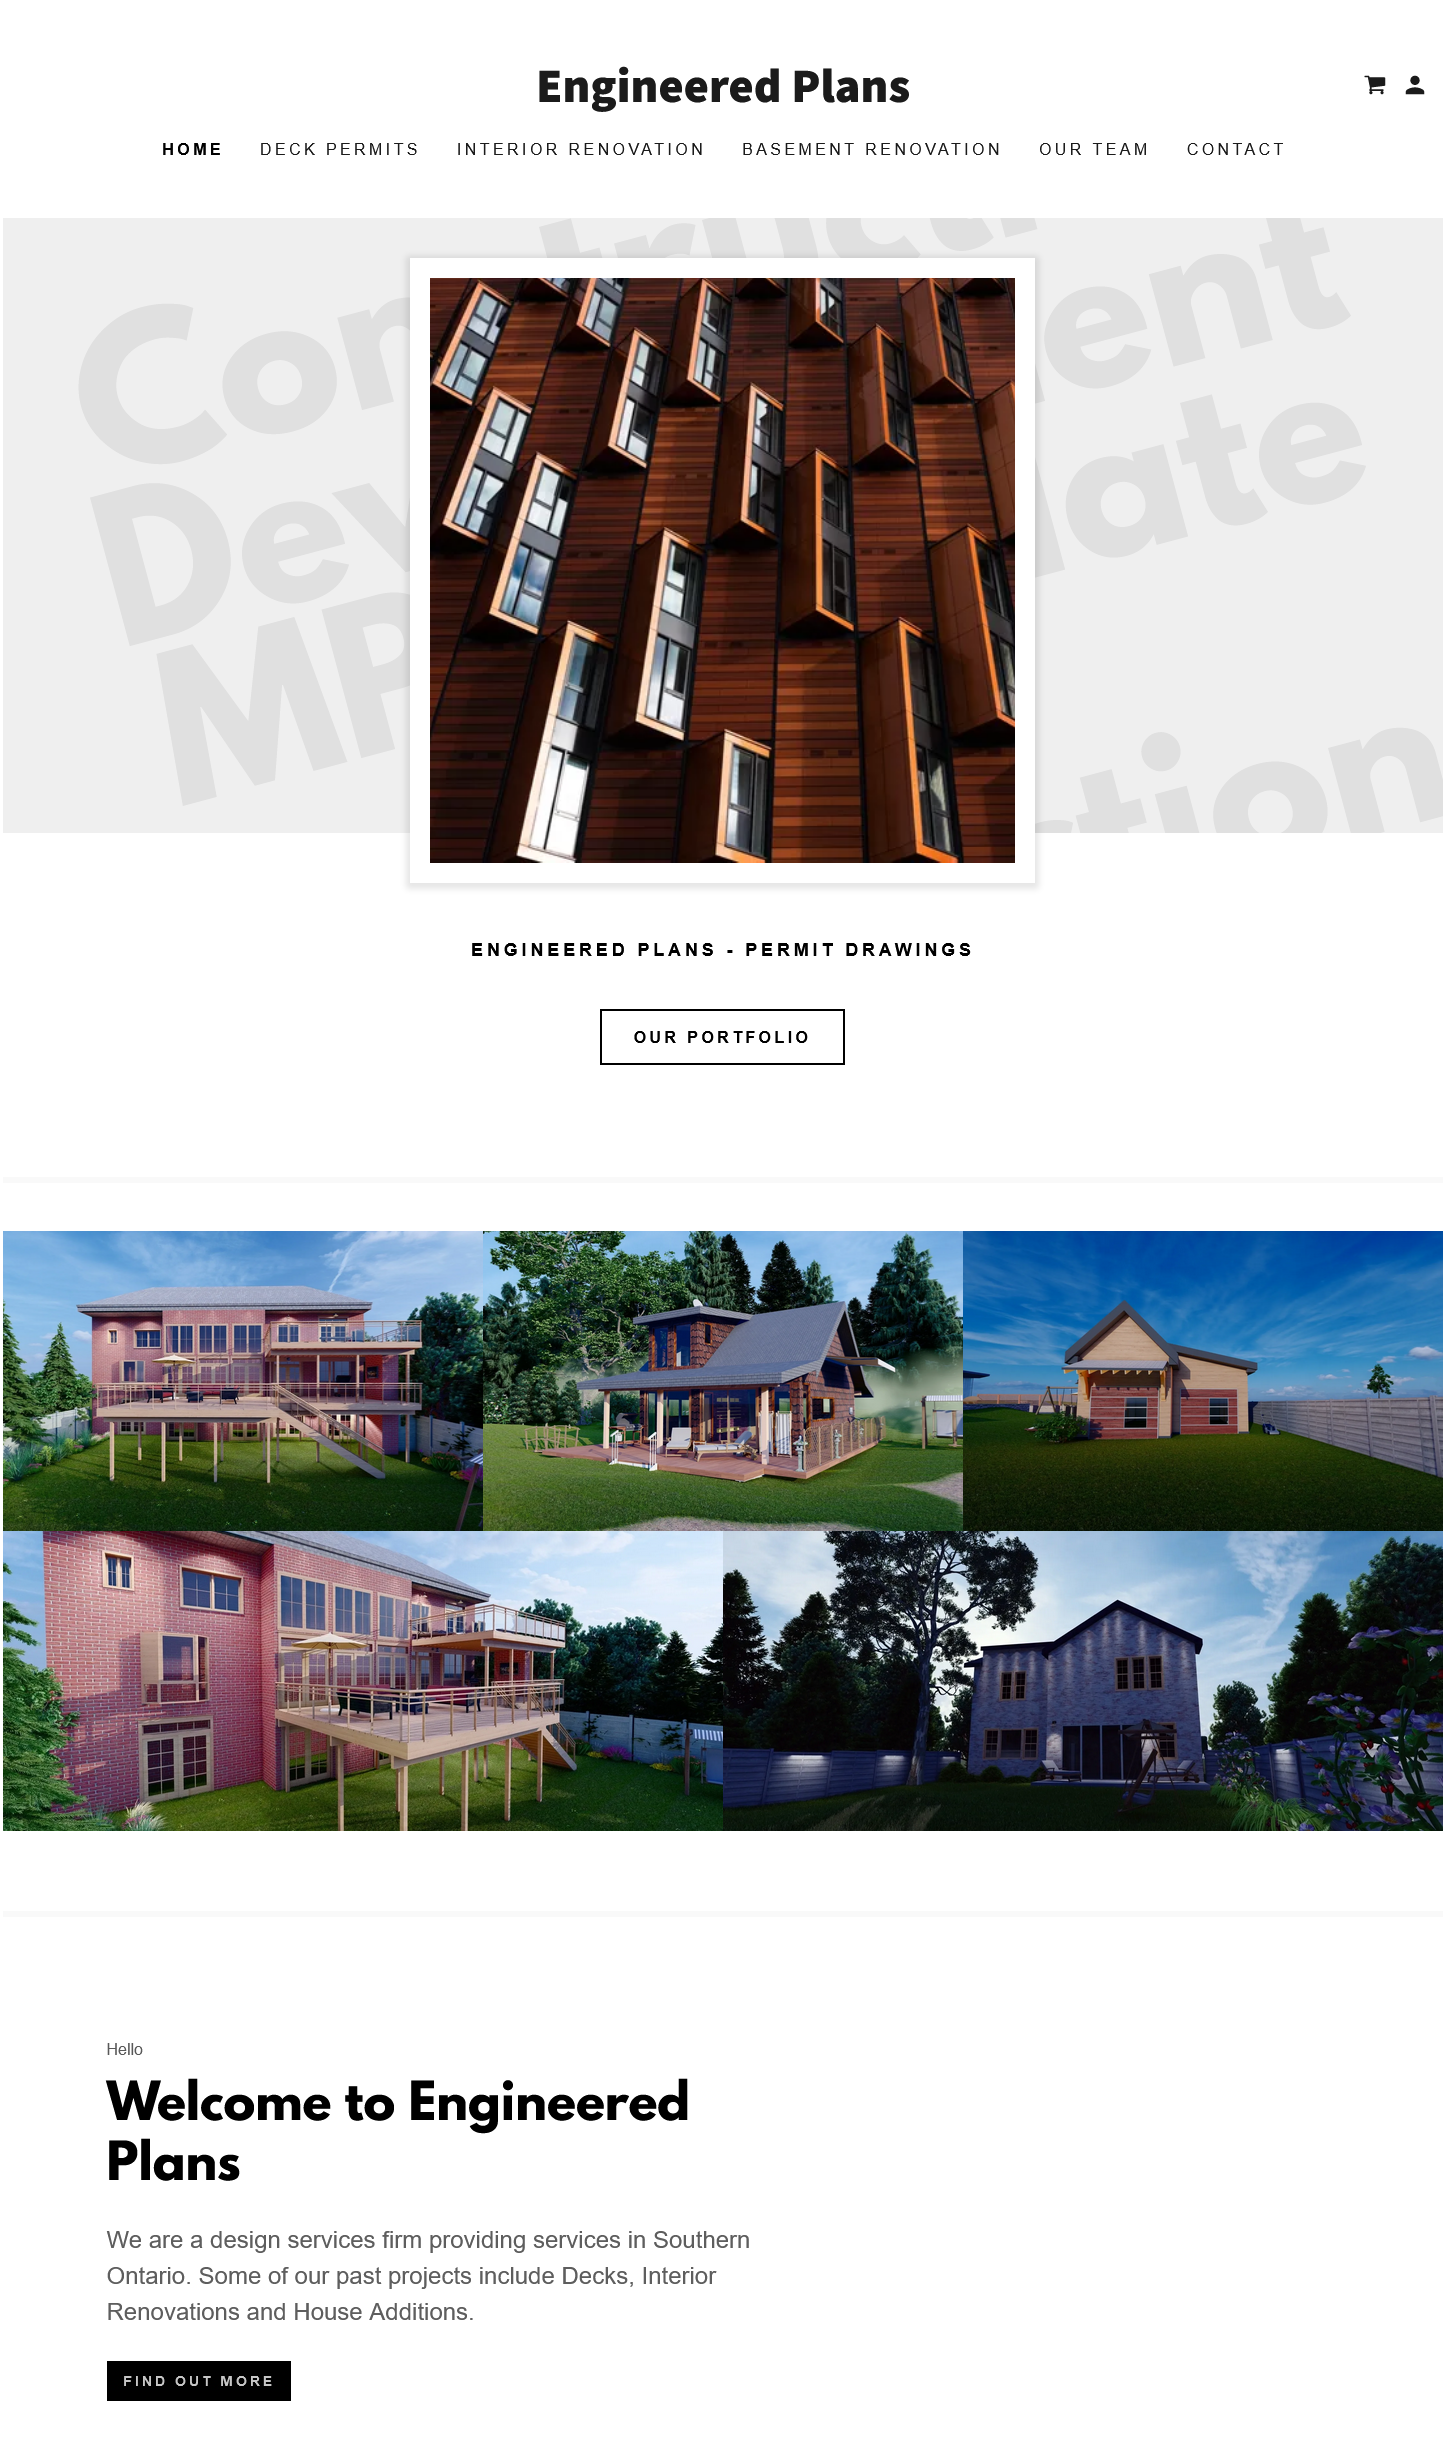 Engineered Plans
HOME DECK PERMITS INTERIOR RENOVATION BASEMENT RENOVATION OUR TEAM CONTACT
ENGINEERED PLANS - PERMIT DRAWINGS
OUR PORTFOLIO
Hello
Welcome to Engineered
Plans
We are a design services firm providing services in Southern
Ontario. Some of our past projects include Decks, Interior
Renovations and House Additions.
FIND OUT MORE